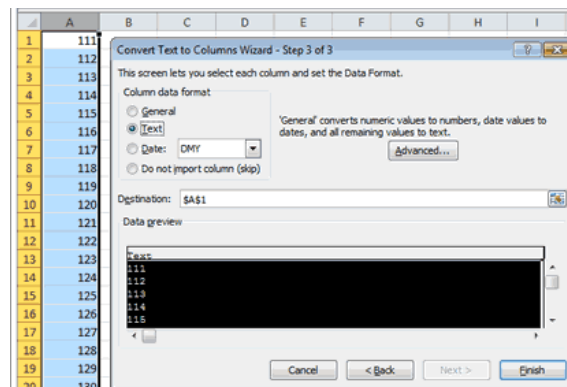 A B C D E F G H I
1 111
2 112
3 113
4 114
5 115
6 116
7 117
8 118
9 119
10 120
11 121
12 122
13 123
14 124
15 125
16 126
17 127
18 128
19 129
20 130
Convert Text to Columns Wizard - Step 3 of 3
This screen lets you select each column and set the Data Format.
Column data format
General
Text
Date: DMY
Do not import column (skip)
'General' converts numeric values to numbers, date values to
dates, and all remaining values to text.
Advanced...
Destination: $A$1
Data preview
Text
111
112
113
114
115
Cancel < Back Next > Finish